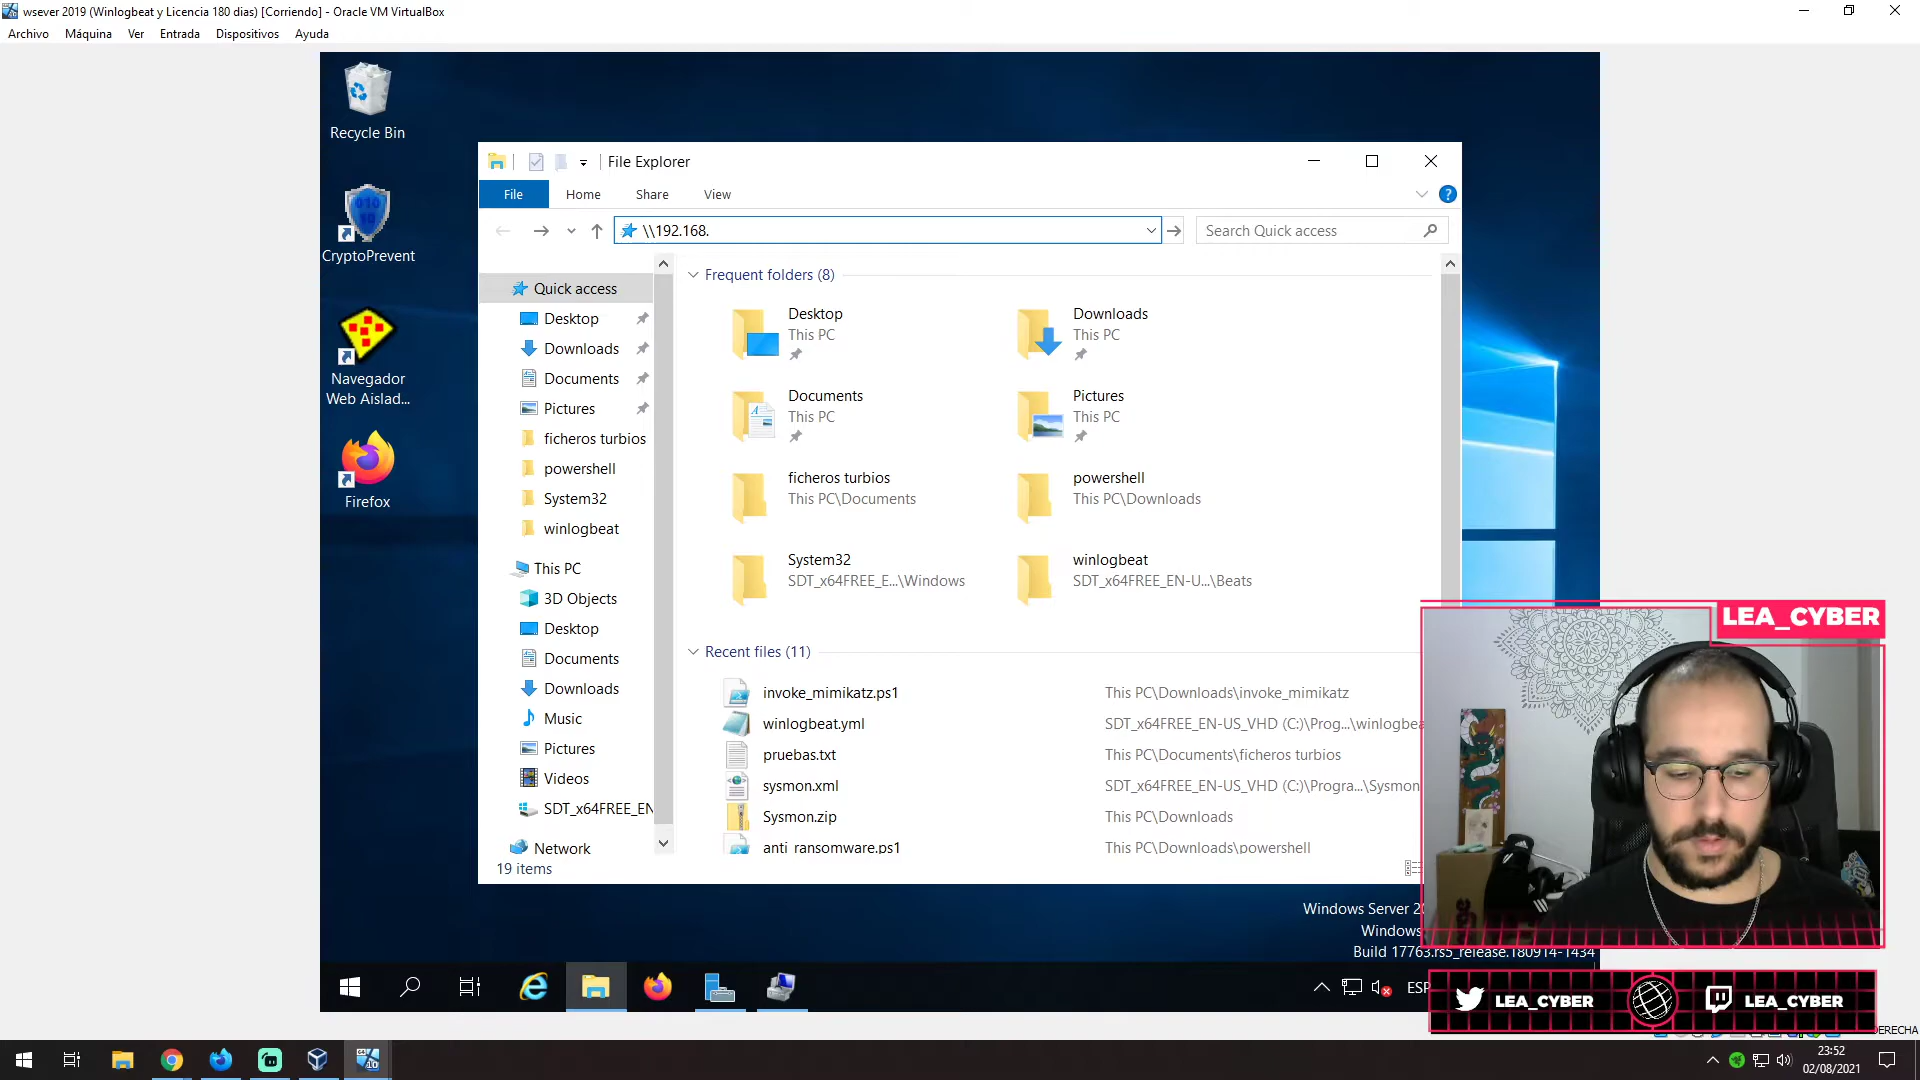 wsever 2019 (Winlogbeat y Licencia 180 dias) [Corriendo] - Oracle VM VirtualBox
Archivo Máquina Ver Entrada Dispositivos Ayuda
Recycle Bin
CryptoPrevent
Navegador
Web Aislad...
Firefox
File Explorer
File Home Share View
\\192.168.
Search Quick access
Quick access
Desktop
Downloads
Documents
Pictures
ficheros turbios
powershell
System32
winlogbeat
This PC
3D Objects
Desktop
Documents
Downloads
Music
Pictures
Videos
SDT_x64FREE_EN
Network
19 items
Frequent folders (8)
Desktop
This PC
Downloads
This PC
Documents
This PC
Pictures
This PC
ficheros turbios
This PC\Documents
powershell
This PC\Downloads
System32
SDT_x64FREE_E...\Windows
winlogbeat
SDT_x64FREE_EN-U...\Beats
Recent files (11)
invoke_mimikatz.ps1 This PC\Downloads\invoke_mimikatz
winlogbeat.yml SDT_x64FREE_EN-US_VHD (C:)\Prog...\winlogbea
pruebas.txt This PC\Documents\ficheros turbios
sysmon.xml SDT_x64FREE_EN-US_VHD (C:)\Progra...\Sysmon
Sysmon.zip This PC\Downloads
anti_ransomware.ps1 This PC\Downloads\powershell
Windows Server 2
Windows
Build 17763.rs5_release.180914-1434
ESP
LEA_CYBER
LEA_CYBER LEA_CYBER
DERECHA
23:52
02/08/2021